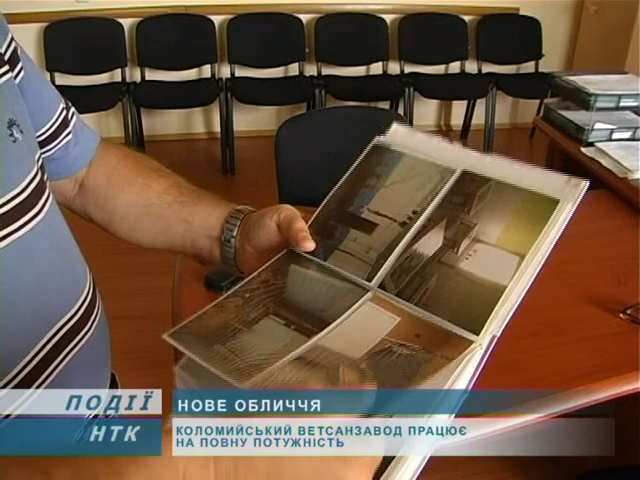 ПОДІЇ
НТК
НОВЕ ОБЛИЧЧЯ
КОЛОМИЙСЬКИЙ ВЕТСАНЗАВОД ПРАЦЮЄ
НА ПОВНУ ПОТУЖНІСТЬ